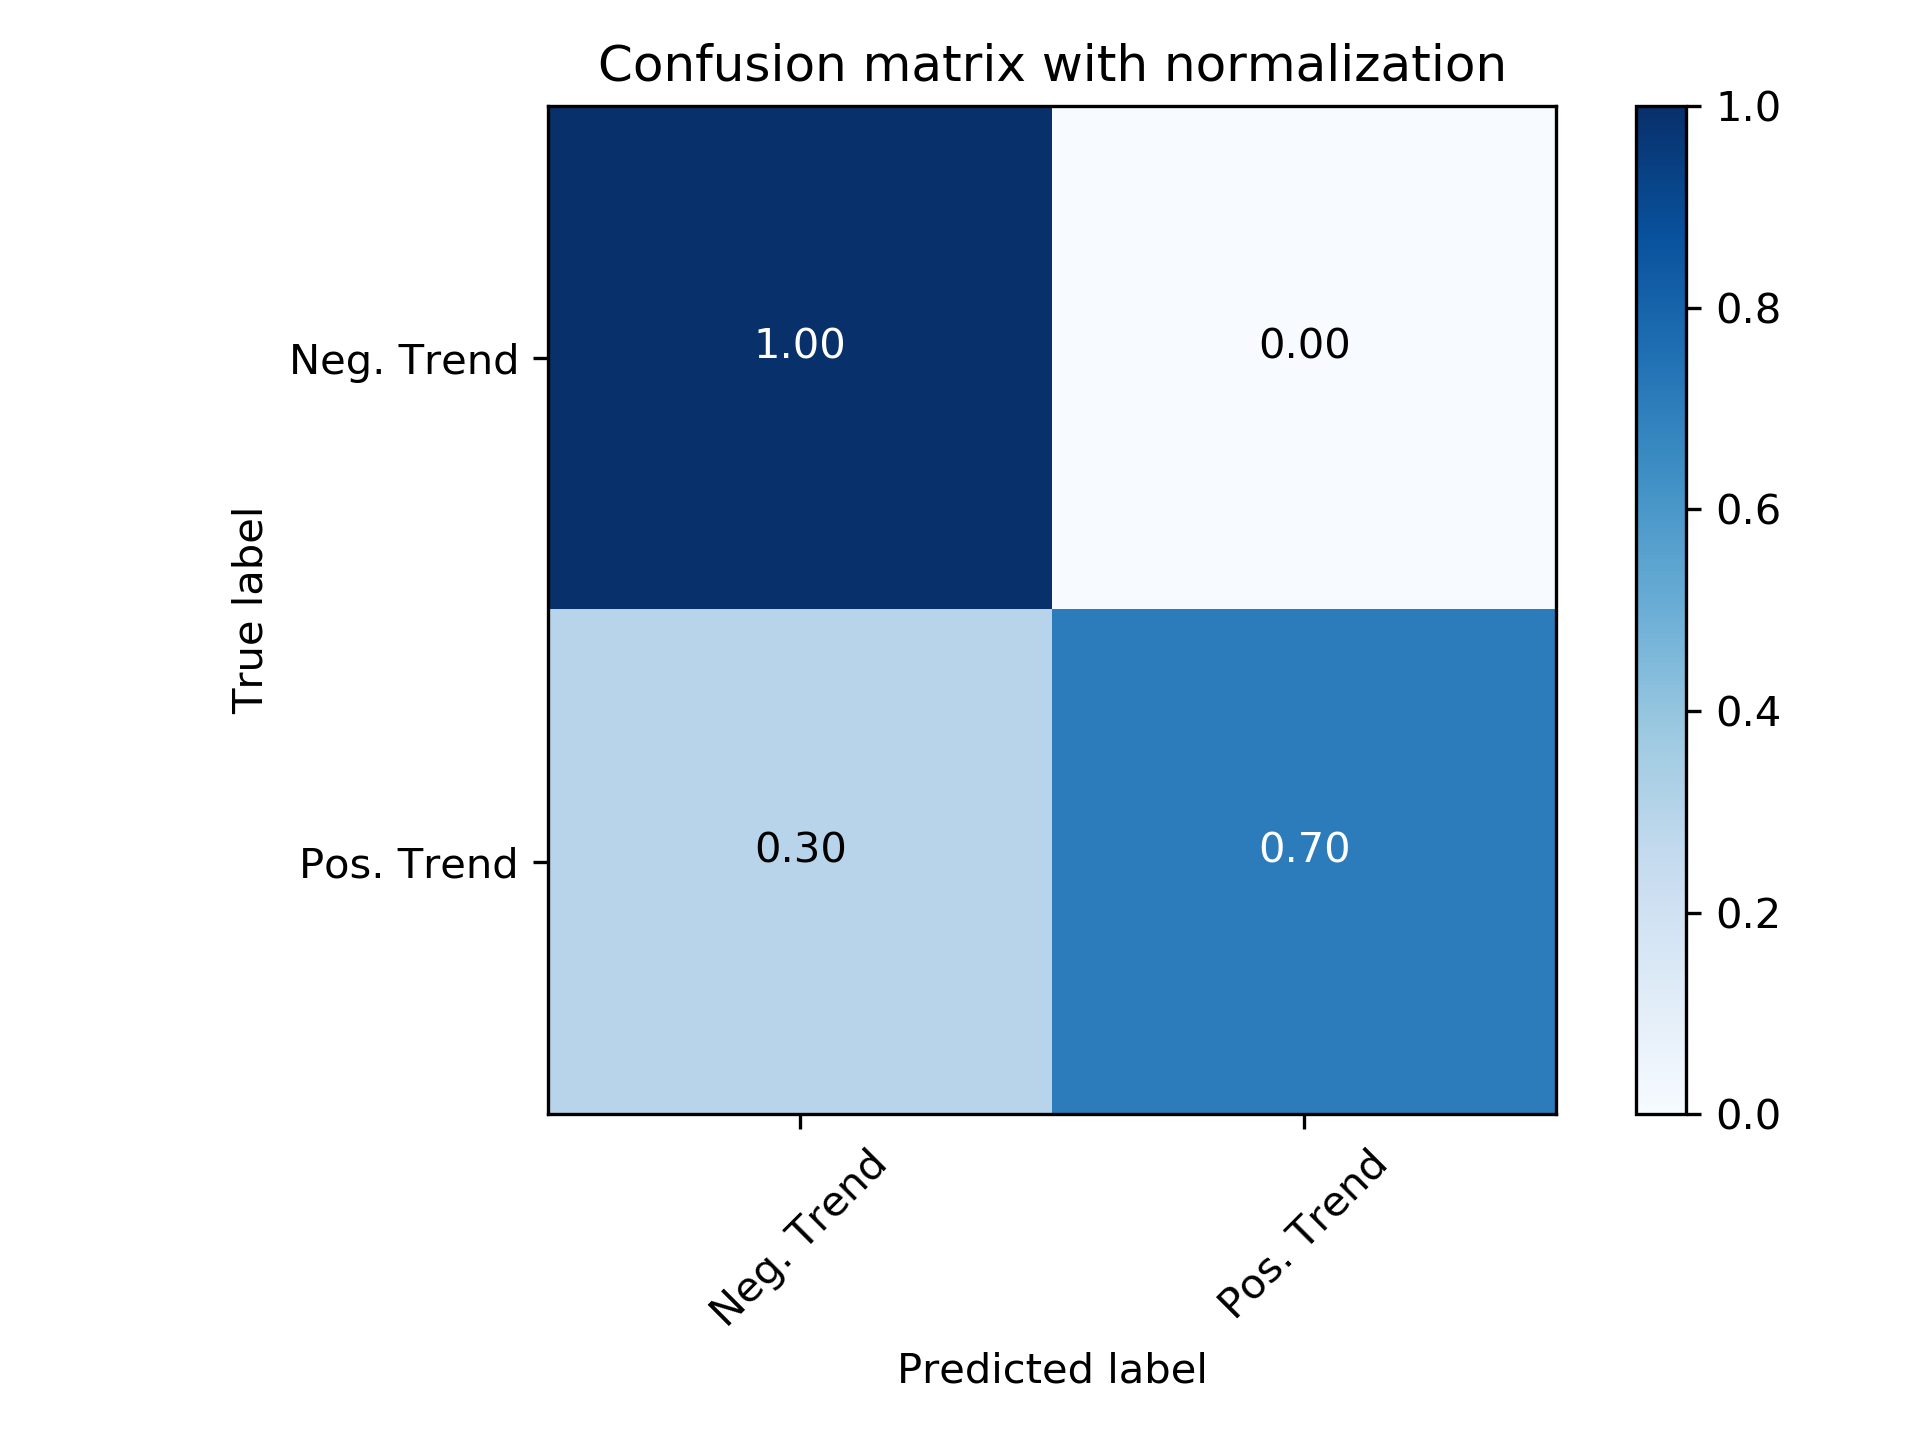 Confusion matrix with normalization
1.0
Neg. Trend
1.00
0.00
0.8
0.6
True label
0.4
Pos. Trend
0.30
0.70
0.2
0.0
Neg. Trend
Pos. Trend
Predicted label